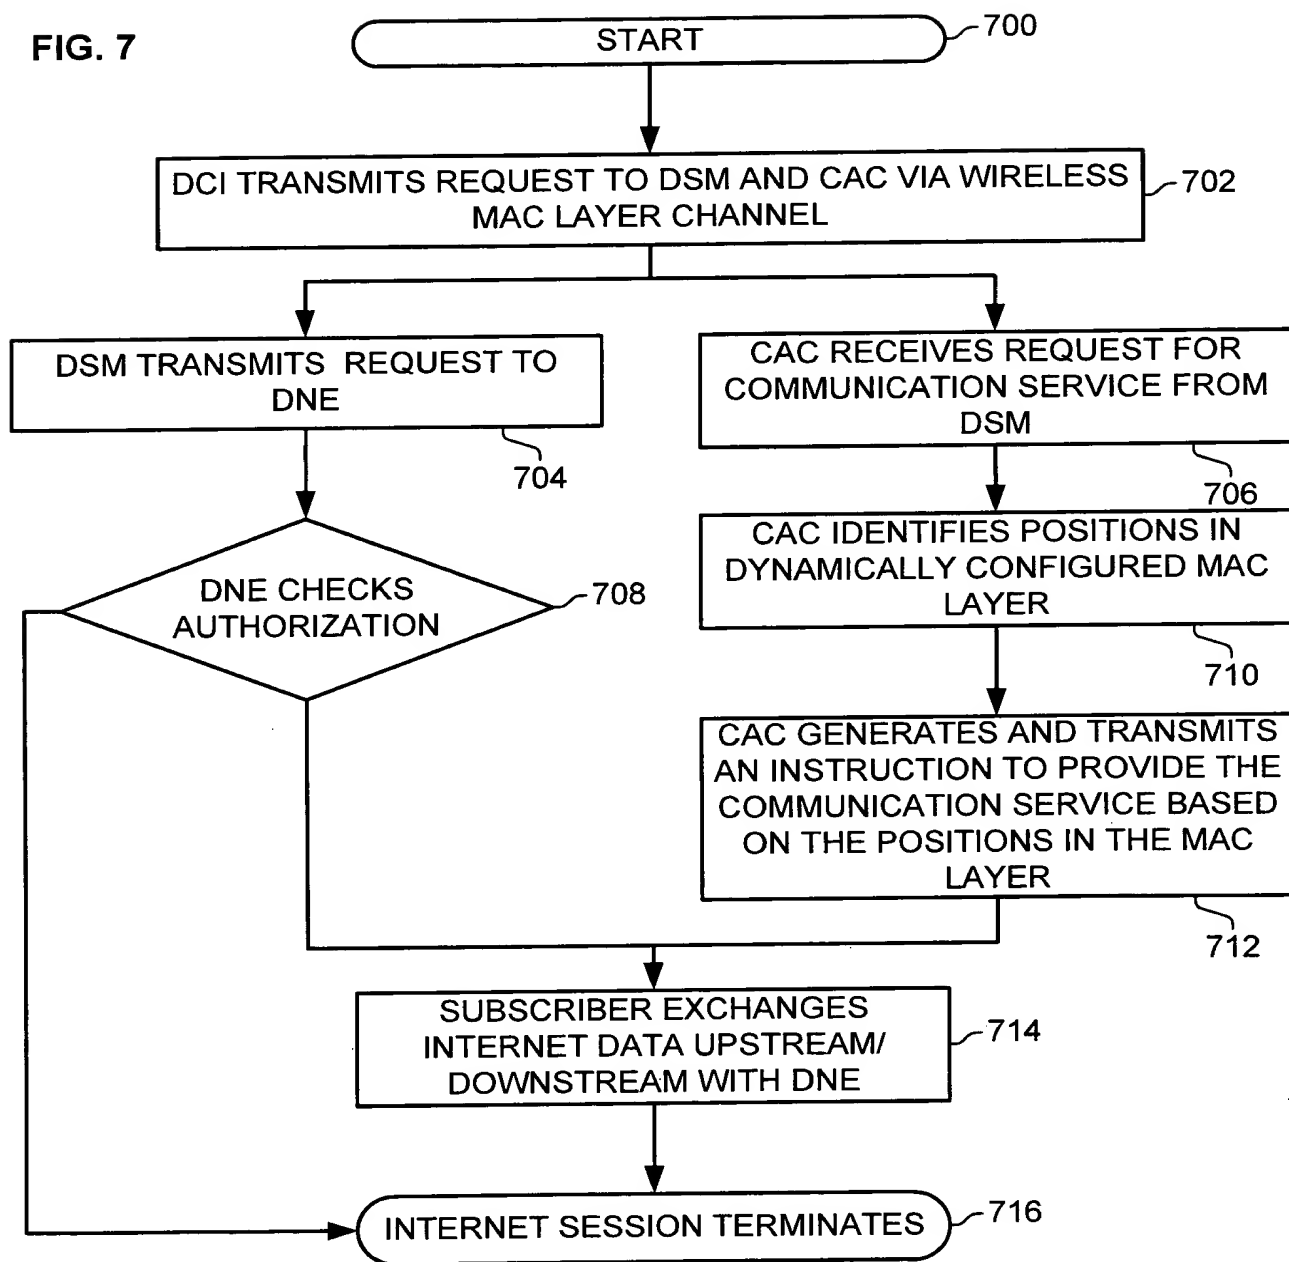 FIG. 7
START
700
DCI TRANSMITS REQUEST TO DSM AND CAC VIA WIRELESS
MAC LAYER CHANNEL
702
DSM TRANSMITS REQUEST TO
DNE
704
CAC RECEIVES REQUEST FOR
COMMUNICATION SERVICE FROM
DSM
706
DNE CHECKS
AUTHORIZATION
708
CAC IDENTIFIES POSITIONS IN
DYNAMICALLY CONFIGURED MAC
LAYER
710
CAC GENERATES AND TRANSMITS
AN INSTRUCTION TO PROVIDE THE
COMMUNICATION SERVICE BASED
ON THE POSITIONS IN THE MAC
LAYER
712
SUBSCRIBER EXCHANGES
INTERNET DATA UPSTREAM/
DOWNSTREAM WITH DNE
714
INTERNET SESSION TERMINATES
716